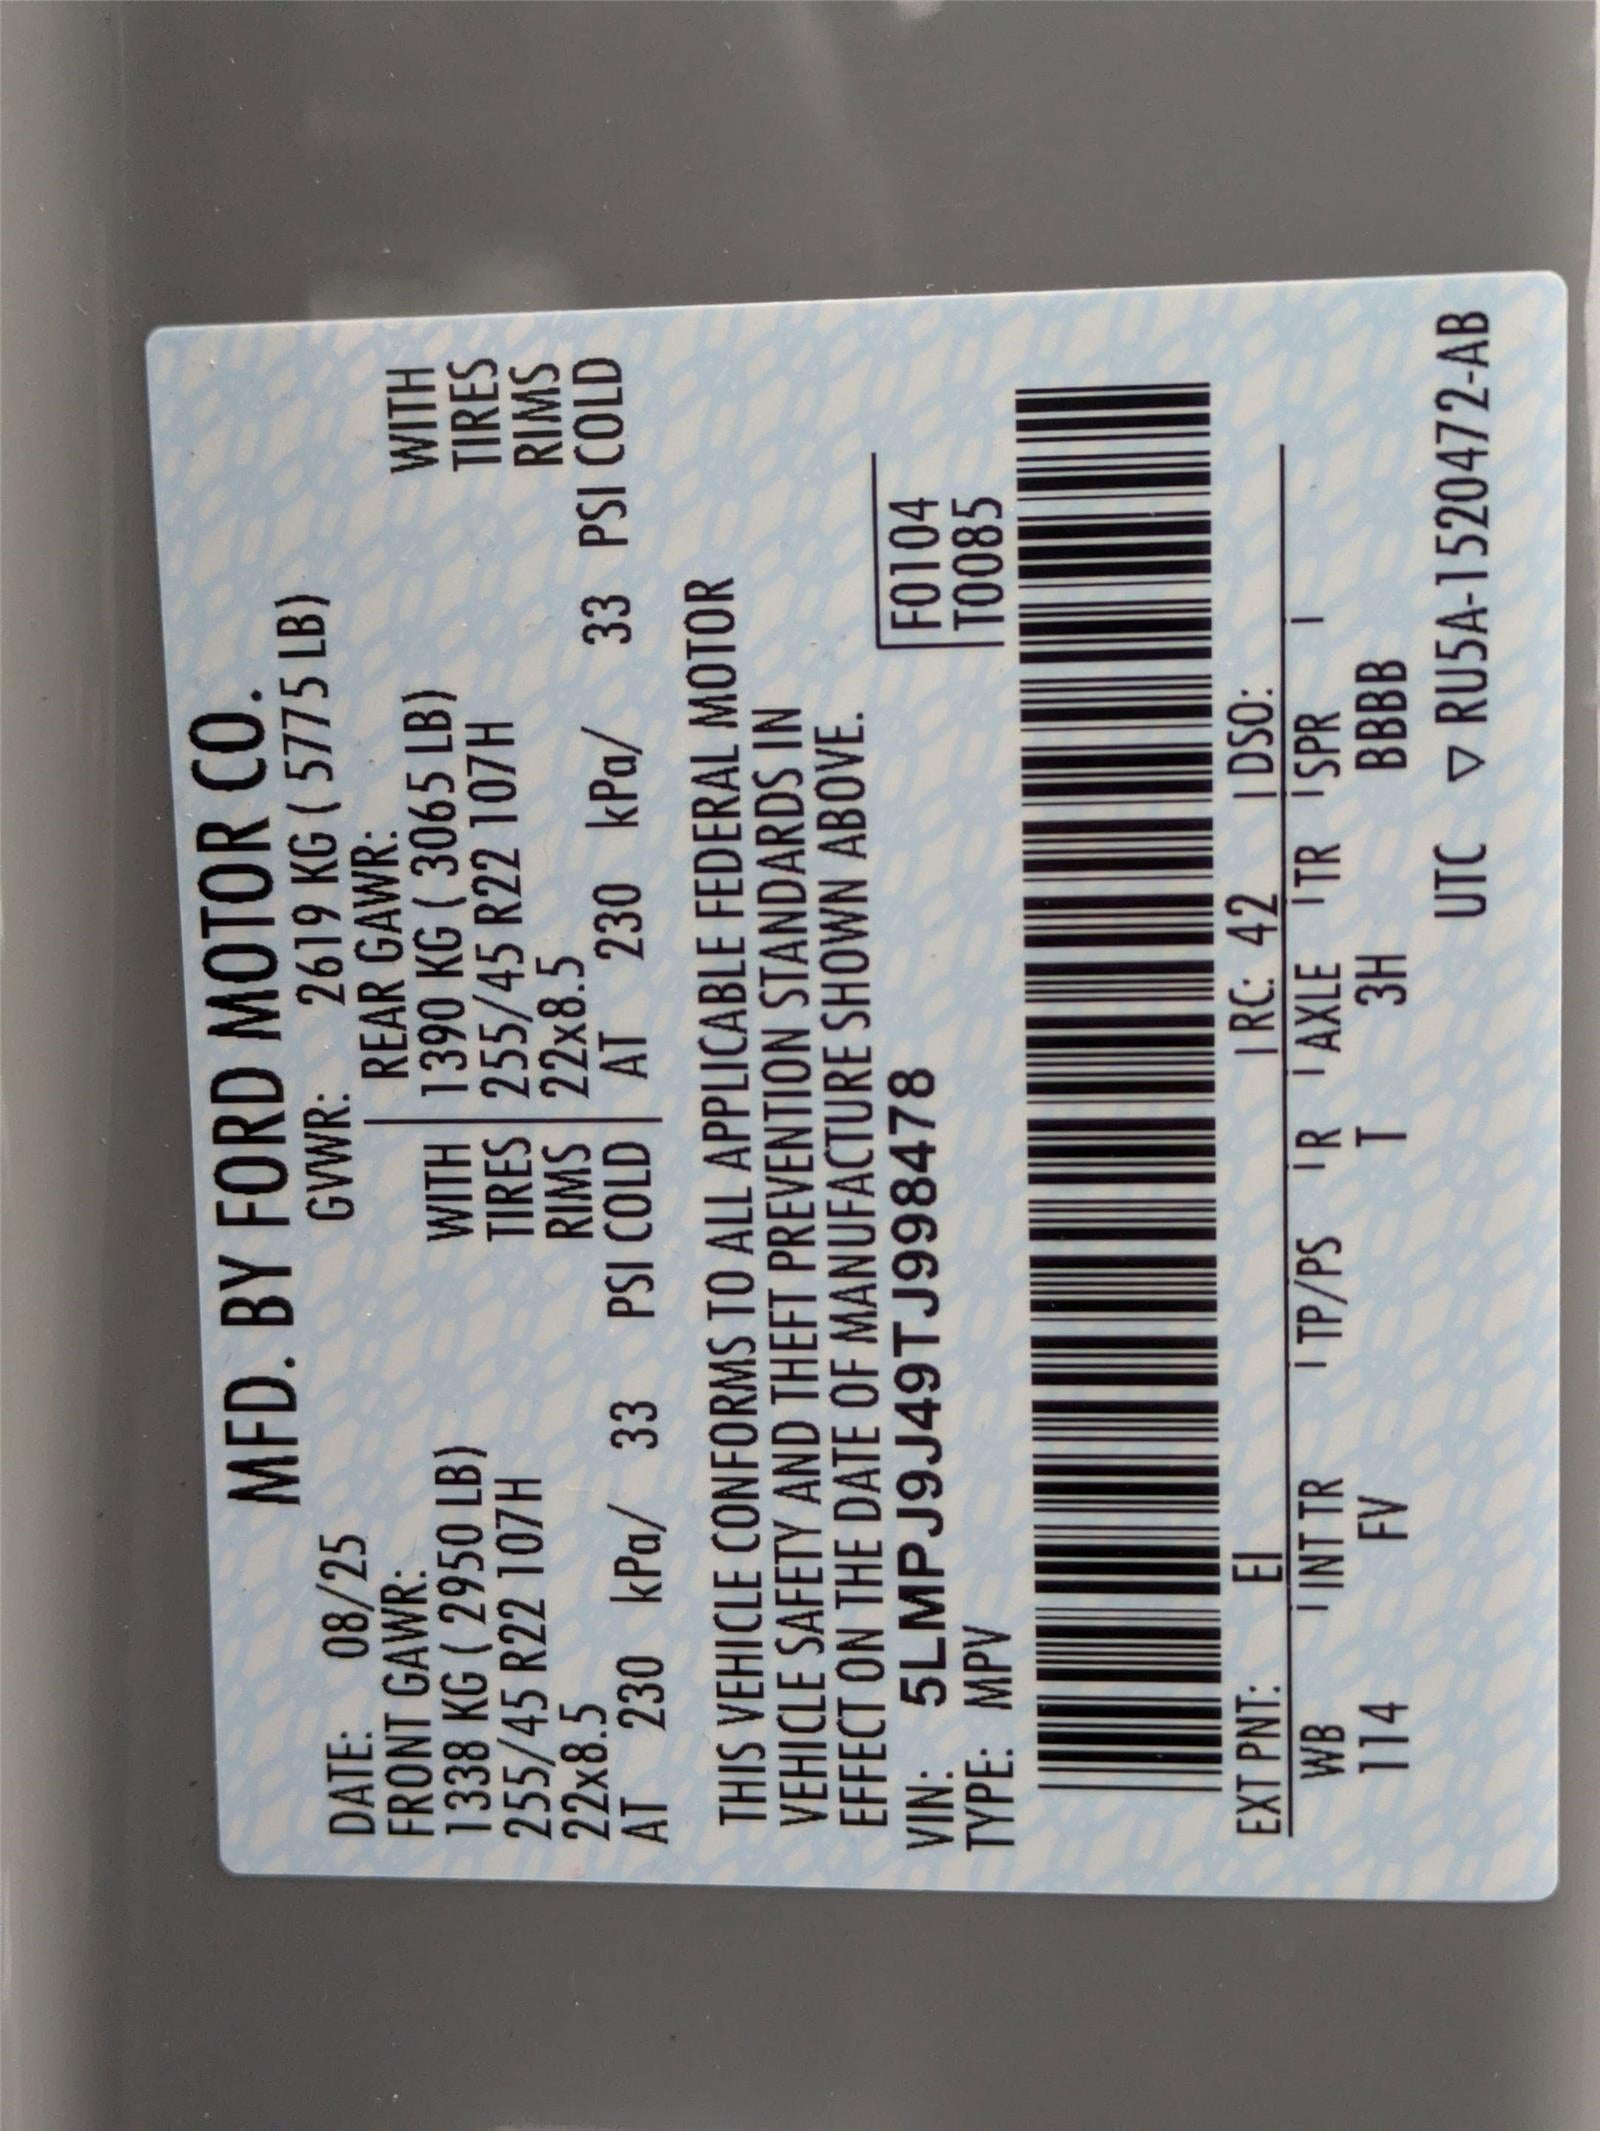 MFD. BY FORD MOTOR CO.
DATE: 08/25 GVWR: 2619 KG ( 5775 LB)
FRONT GAWR: REAR GAWR:
1338 KG ( 2950 LB) WITH 1390 KG ( 3065 LB) WITH
255/45 R22 107H TIRES 255/45 R22 107H TIRES
22x8.5 RIMS 22x8.5 RIMS
AT 230 kPa/ 33 PSI COLD AT 230 kPa/ 33 PSI COLD
THIS VEHICLE CONFORMS TO ALL APPLICABLE FEDERAL MOTOR
VEHICLE SAFETY AND THEFT PREVENTION STANDARDS IN
EFFECT ON THE DATE OF MANUFACTURE SHOWN ABOVE.
VIN: 5LMPJ9J49TJ998478 F0104
TYPE: MPV T0085
EXT PNT: EI RC: 42 DSO:
WB INT TR TP/PS R AXLE TR SPR
114 FV T 3H BBBB
UTC ▽ RU5A-1520472-AB